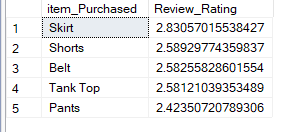 item_Purchased Review_Rating
1 Skirt 2.83057015538427
2 Shorts 2.58929774359837
3 Belt 2.58255828601554
4 Tank Top 2.58121039353489
5 Pants 2.42350720789306